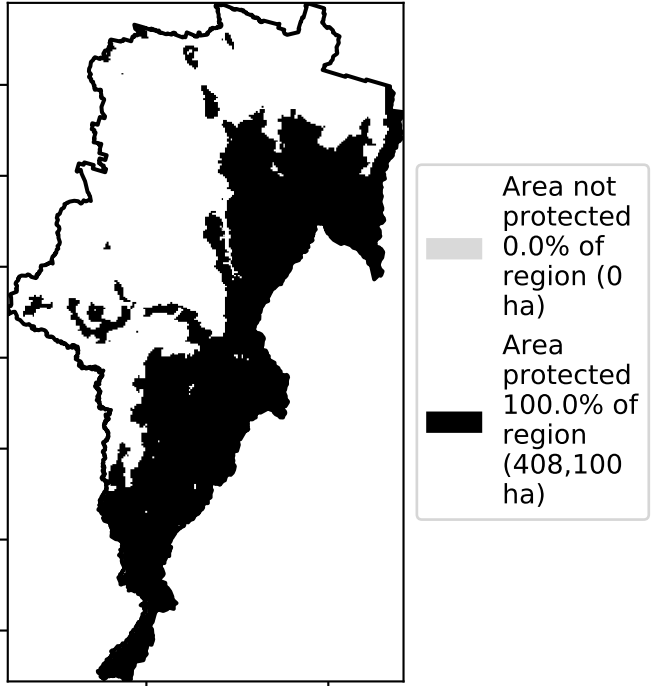 Area not
protected
0.0% of
region (0
ha)
Area
protected
100.0% of
region
(408,100
ha)